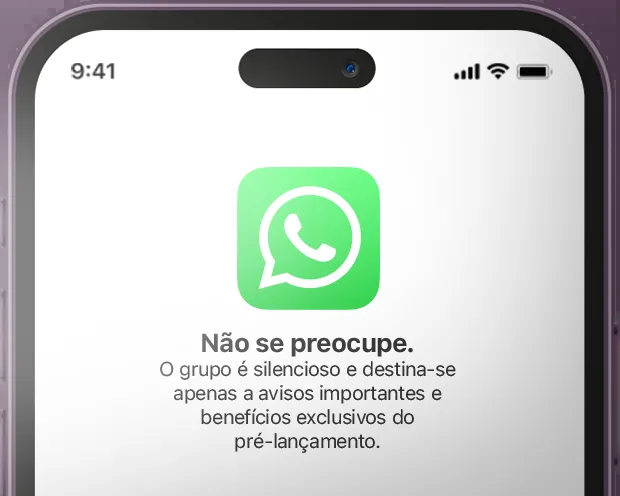 9:41
Não se preocupe.
O grupo é silencioso e destina-se
apenas a avisos importantes e
benefícios exclusivos do
pré-lançamento.